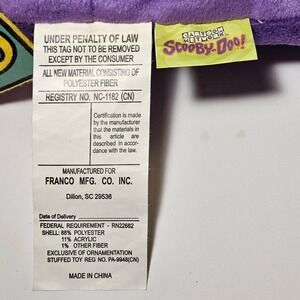 UNDER PENALTY OF LAW
THIS TAG NOT TO BE REMOVED
EXCEPT BY THE CONSUMER
ALL NEW MATERIAL CONSISTING OF
POLYESTER FIBER
REGISTRY NO. NC-1182 (CN)
Certification is made
by the manufacturer
that the materials in
this article are
described in accor-
dance with the law.
MANUFACTURED FOR
FRANCO MFG. CO. INC.
Dillon, SC 29536
Date of Delivery
FEDERAL REQUIREMENT - RN22882
SHELL: 88% POLYESTER
11% ACRYLIC
1% OTHER FIBER
EXCLUSIVE OF ORNAMENTATION
STUFFED TOY REG NO. PA-9948(CN)
MADE IN CHINA
CARTOON
NETWORK
SCOOBY-DOO!